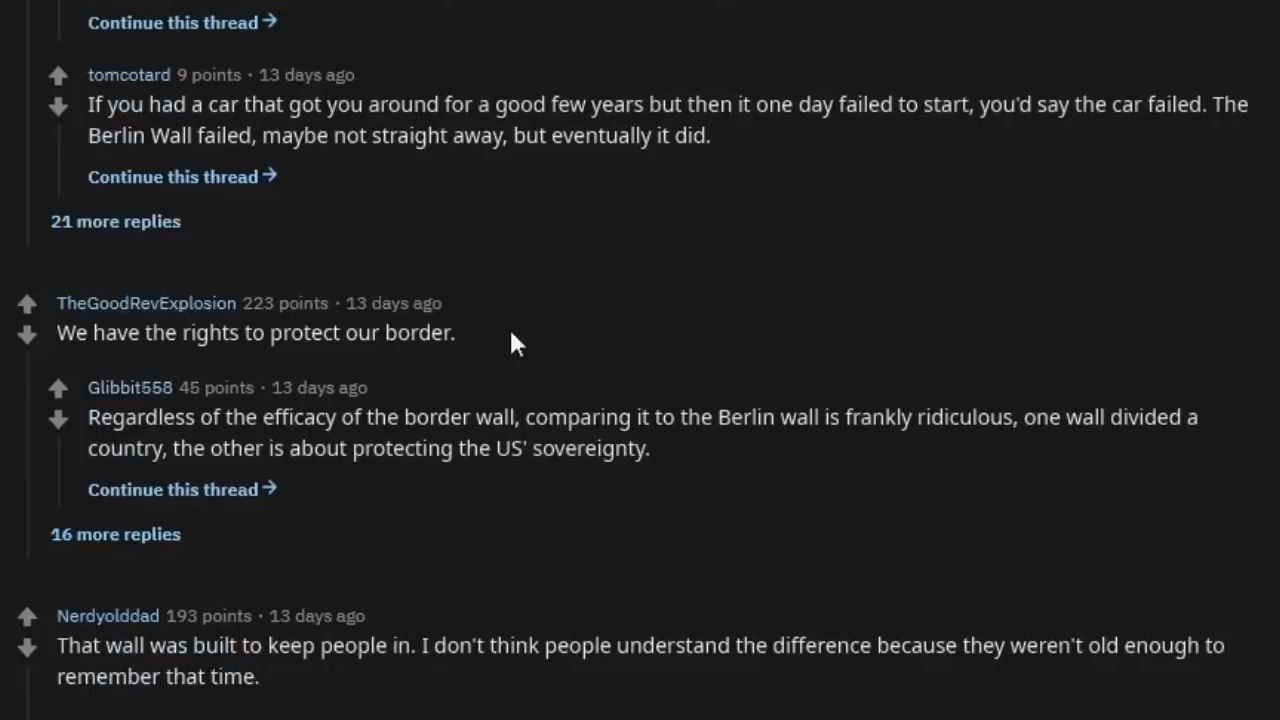 Continue this thread →
tomcotard 9 points · 13 days ago
If you had a car that got you around for a good few years but then it one day failed to start, you'd say the car failed. The
Berlin Wall failed, maybe not straight away, but eventually it did.
Continue this thread →
21 more replies
TheGoodRevExplosion 223 points · 13 days ago
We have the rights to protect our border.
Glibbit558 45 points · 13 days ago
Regardless of the efficacy of the border wall, comparing it to the Berlin wall is frankly ridiculous, one wall divided a
country, the other is about protecting the US' sovereignty.
Continue this thread →
16 more replies
Nerdyolddad 193 points · 13 days ago
That wall was built to keep people in. I don't think people understand the difference because they weren't old enough to
remember that time.